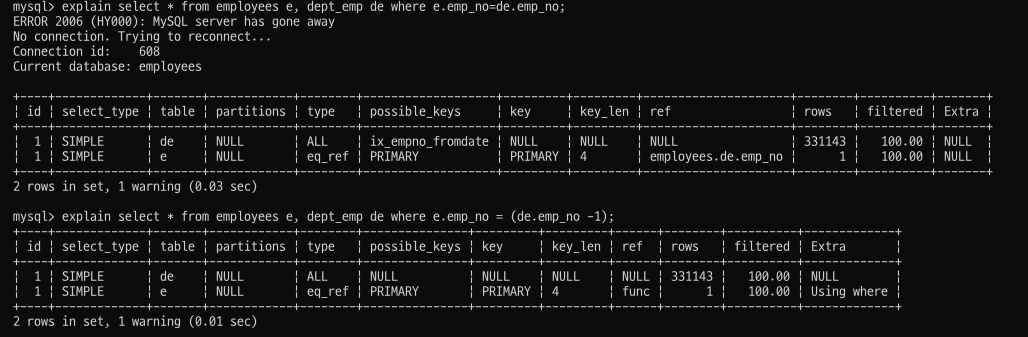 mysql> explain select * from employees e, dept_emp de where e.emp_no=de.emp_no;
ERROR 2006 (HY000): MySQL server has gone away
No connection. Trying to reconnect...
Connection id:    608
Current database: employees

+----+-------------+-------+------------+--------+-------------------+---------+---------+---------------------+--------+----------+-------+
| id | select_type | table | partitions | type   | possible_keys     | key     | key_len | ref                 | rows   | filtered | Extra |
+----+-------------+-------+------------+--------+-------------------+---------+---------+---------------------+--------+----------+-------+
|  1 | SIMPLE      | de    | NULL       | ALL    | ix_empno_fromdate | NULL    | NULL    | NULL                | 331143 |   100.00 | NULL  |
|  1 | SIMPLE      | e     | NULL       | eq_ref | PRIMARY           | PRIMARY | 4       | employees.de.emp_no |      1 |   100.00 | NULL  |
+----+-------------+-------+------------+--------+-------------------+---------+---------+---------------------+--------+----------+-------+
2 rows in set, 1 warning (0.03 sec)

mysql> explain select * from employees e, dept_emp de where e.emp_no = (de.emp_no -1);
+----+-------------+-------+------------+--------+---------------+---------+---------+------+--------+----------+-------------+
| id | select_type | table | partitions | type   | possible_keys | key     | key_len | ref  | rows   | filtered | Extra       |
+----+-------------+-------+------------+--------+---------------+---------+---------+------+--------+----------+-------------+
|  1 | SIMPLE      | de    | NULL       | ALL    | NULL          | NULL    | NULL    | NULL | 331143 |   100.00 | NULL        |
|  1 | SIMPLE      | e     | NULL       | eq_ref | PRIMARY       | PRIMARY | 4       | func |      1 |   100.00 | Using where |
+----+-------------+-------+------------+--------+---------------+---------+---------+------+--------+----------+-------------+
2 rows in set, 1 warning (0.01 sec)